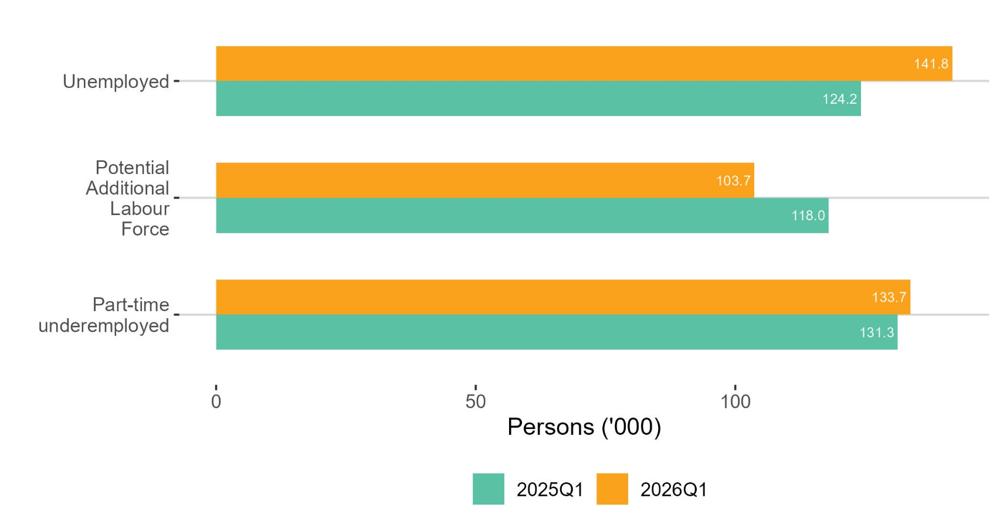 Unemployed
141.8
124.2
Potential
Additional
Labour
Force
103.7
118.0
Part-time
underemployed
133.7
131.3
0 50 100
Persons ('000)
2025Q1 2026Q1